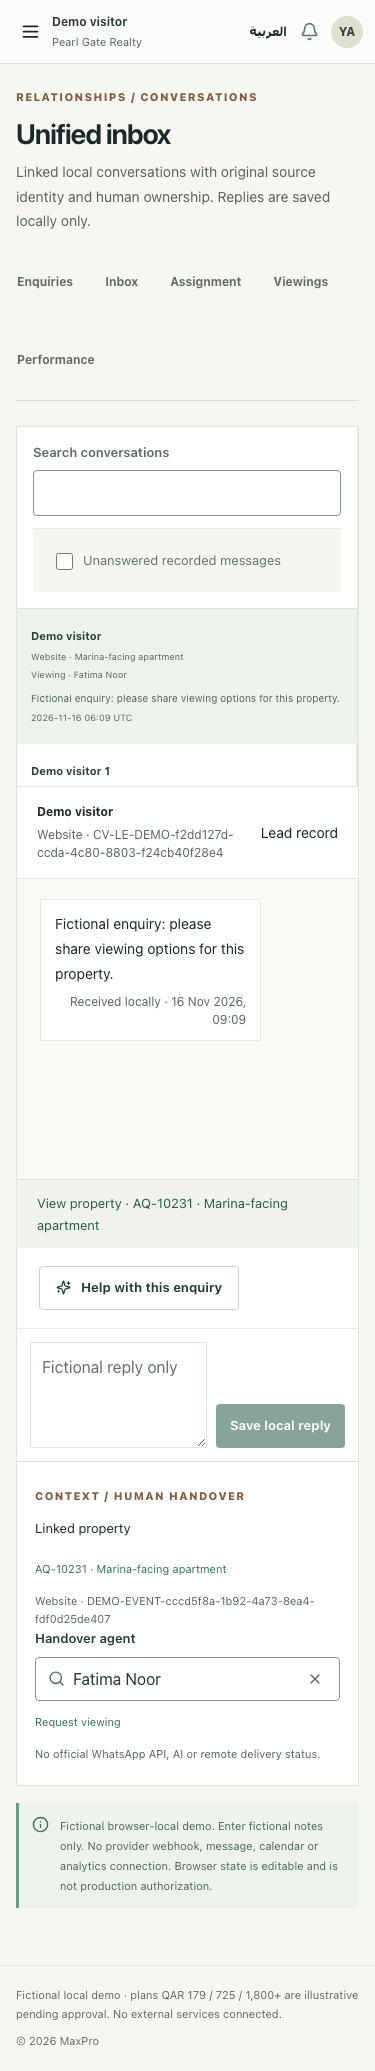 Demo visitor
Pearl Gate Realty
العربية
YA
RELATIONSHIPS / CONVERSATIONS
Unified inbox
Linked local conversations with original source
identity and human ownership. Replies are saved
locally only.
Enquiries Inbox Assignment Viewings
Performance
Search conversations
Unanswered recorded messages
Demo visitor
Website · Marina-facing apartment
Viewing · Fatima Noor
Fictional enquiry: please share viewing options for this property.
2026-11-16 06:09 UTC
Demo visitor 1
Demo visitor
Website · CV-LE-DEMO-f2dd127d-
ccda-4c80-8803-f24cb40f28e4
Lead record
Fictional enquiry: please
share viewing options for this
property.
Received locally · 16 Nov 2026,
09:09
View property · AQ-10231 · Marina-facing
apartment
Help with this enquiry
Fictional reply only
Save local reply
CONTEXT / HUMAN HANDOVER
Linked property
AQ-10231 · Marina-facing apartment
Website · DEMO-EVENT-cccd5f8a-1b92-4a73-8ea4-
fdf0d25de407
Handover agent
Fatima Noor
Request viewing
No official WhatsApp API, AI or remote delivery status.
Fictional browser-local demo. Enter fictional notes
only. No provider webhook, message, calendar or
analytics connection. Browser state is editable and is
not production authorization.
Fictional local demo · plans QAR 179 / 725 / 1,800+ are illustrative
pending approval. No external services connected.
© 2026 MaxPro